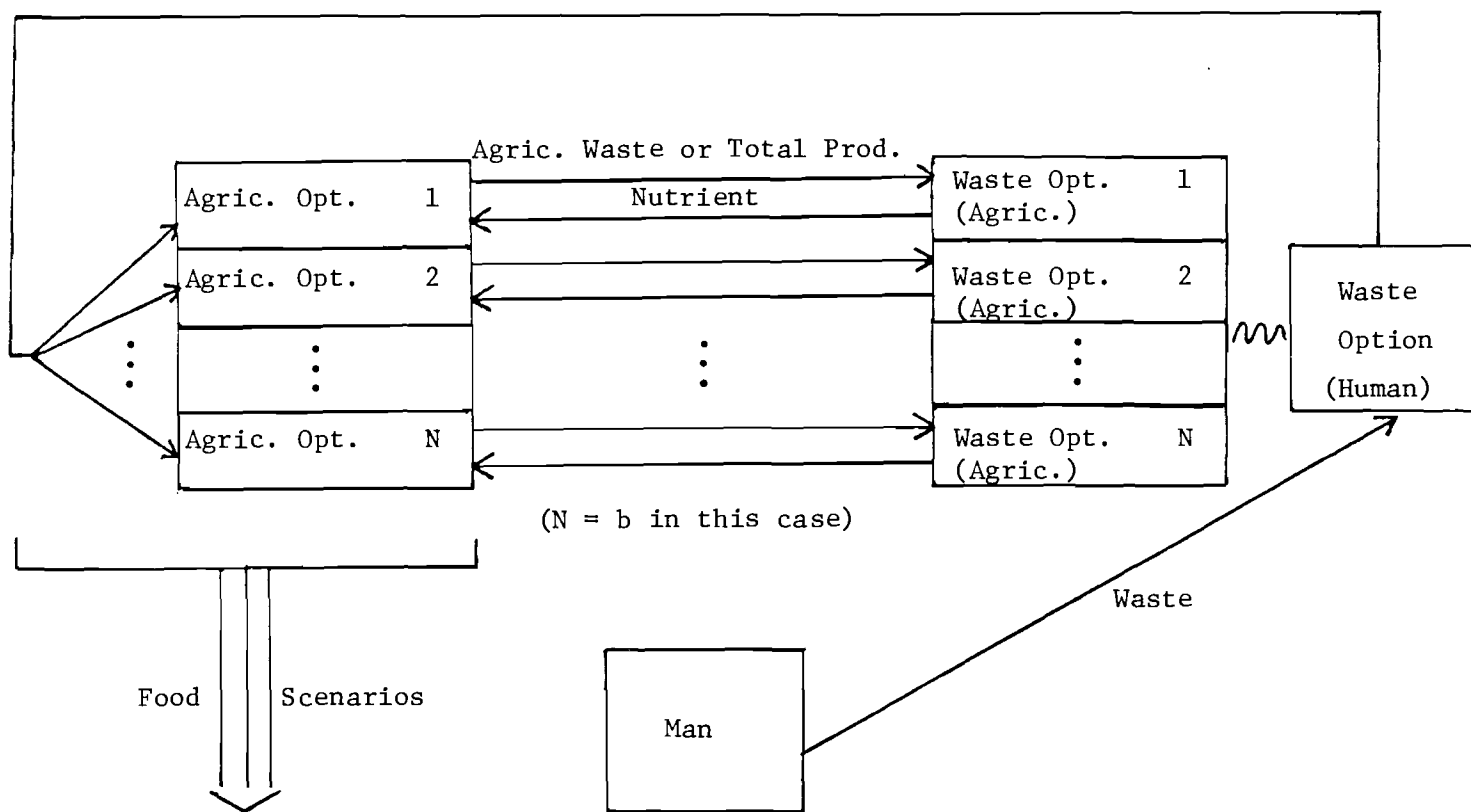 Agric. Waste or Total Prod.
Agric. Opt. 1
Nutrient
Waste Opt. 1
(Agric.)
Agric. Opt. 2
Waste Opt. 2
(Agric.)
Waste
Option
(Human)
Agric. Opt. N
Waste Opt. N
(Agric.)
(N = b in this case)
Waste
Food Scenarios
Man